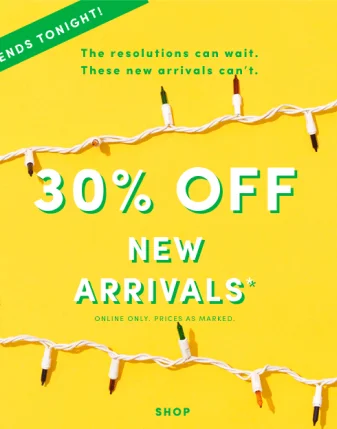 ENDS TONIGHT!
The resolutions can wait.
These new arrivals can't.
30% OFF
NEW
ARRIVALS*
ONLINE ONLY. PRICES AS MARKED.
SHOP